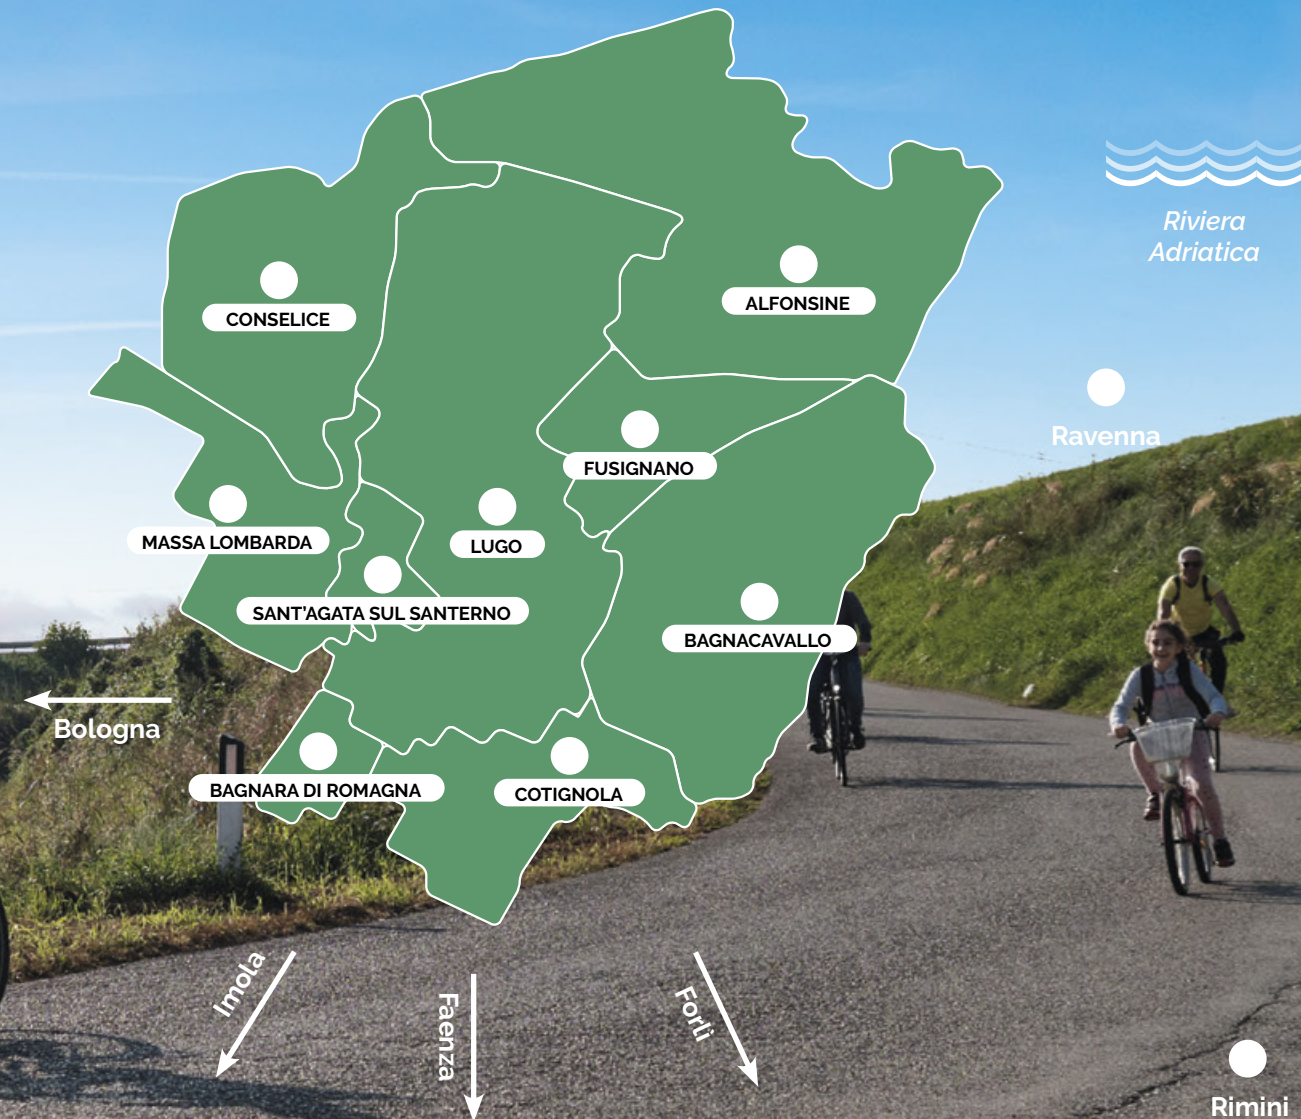 Riviera
Adriatica
ALFONSINE
CONSELICE
Ravenna
FUSIGNANO
MASSA LOMBARDA
LUGO
SANT'AGATA SUL SANTERNO
BAGNACAVALLO
Bologna
BAGNARA DI ROMAGNA
COTIGNOLA
Imola
Faenza
Forlì
Rimini